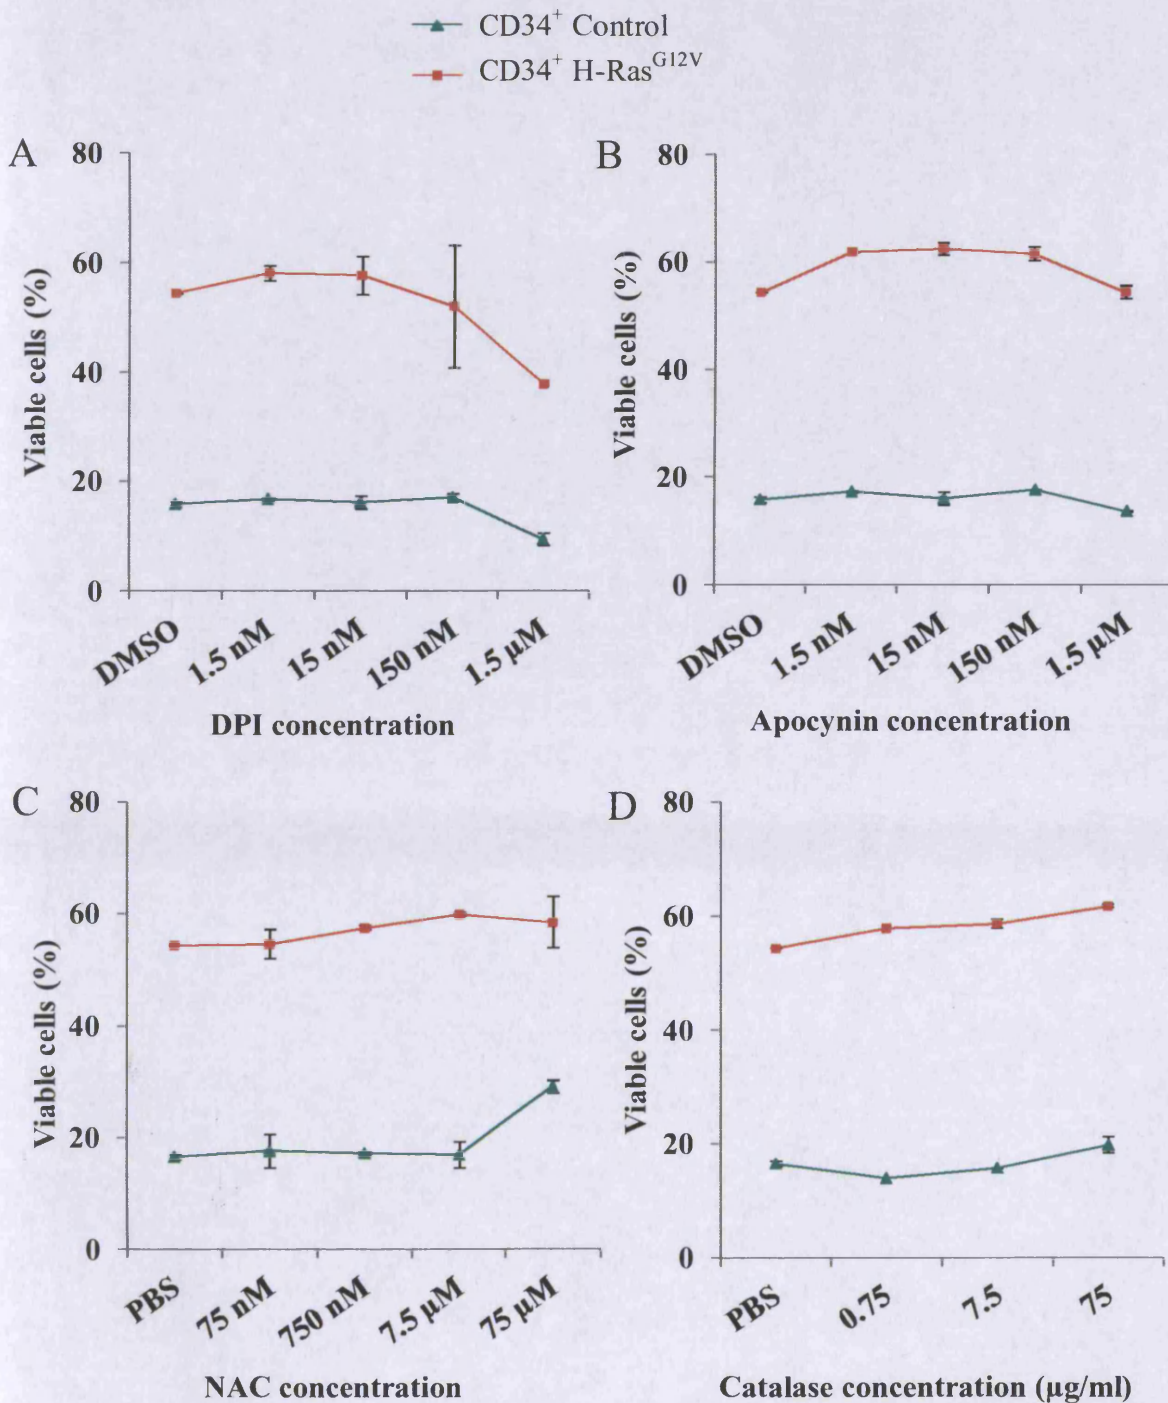 CD34⁺ Control
CD34⁺ H-Rasᴳ¹²ⱽ
A
80
60
40
20
0
Viable cells (%)
DMSO
1.5 nM
15 nM
150 nM
1.5 µM
DPI concentration
B
80
60
40
20
0
Viable cells (%)
DMSO
1.5 nM
15 nM
150 nM
1.5 µM
Apocynin concentration
C
80
60
40
20
0
Viable cells (%)
PBS
75 nM
750 nM
7.5 µM
75 µM
NAC concentration
D
80
60
40
20
0
Viable cells (%)
PBS
0.75
7.5
75
Catalase concentration (µg/ml)